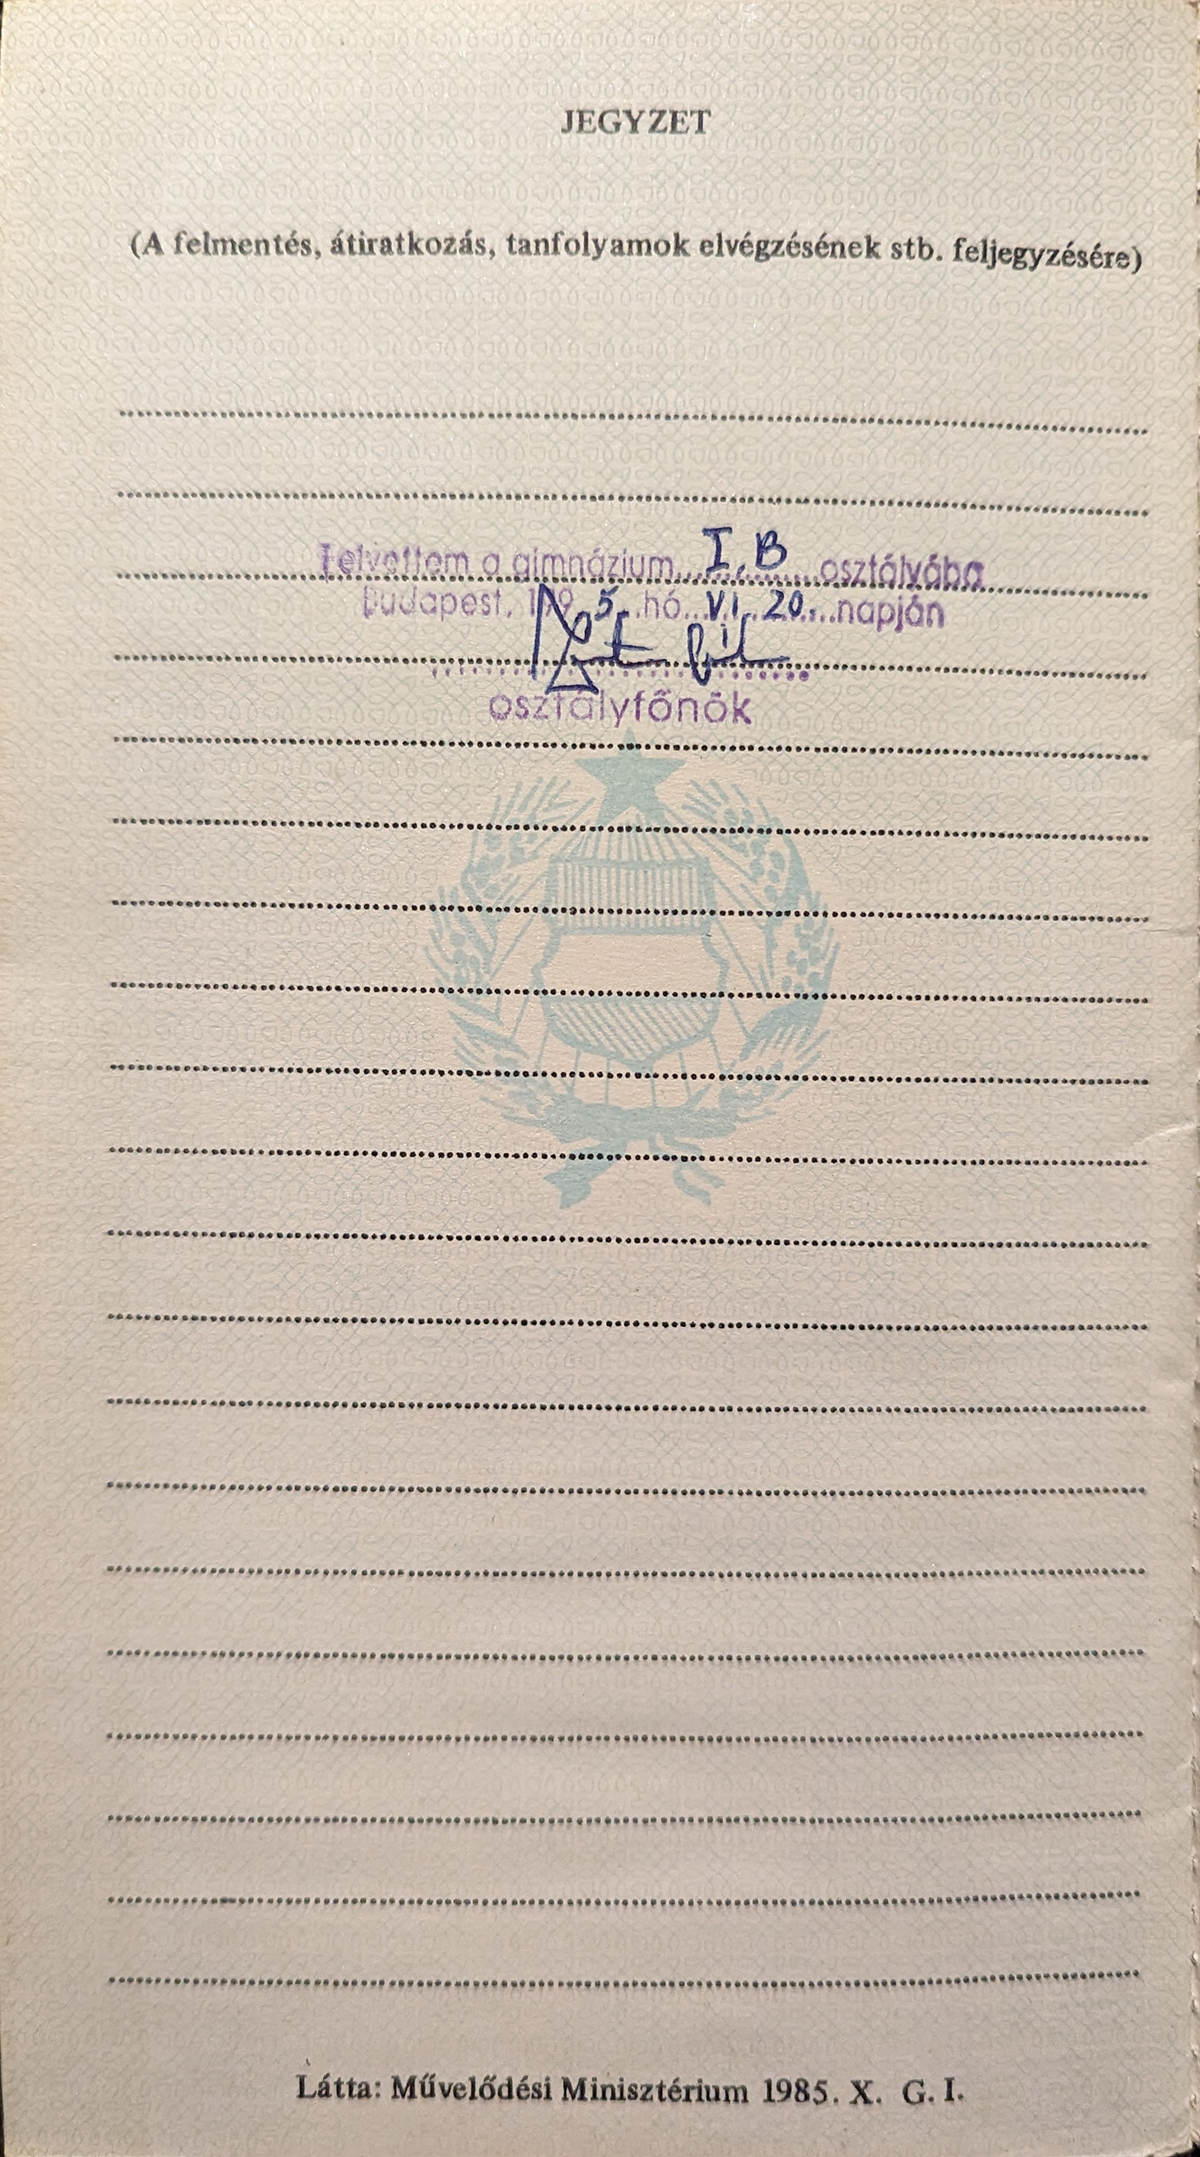 JEGYZET
(A felmentés, átiratkozás, tanfolyamok elvégzésének stb. feljegyzésére)
Felvettem a gimnázium I. B osztályába
Budapest, 199 5. hó VI. 20. napján
osztályfőnök
Látta: Művelődési Minisztérium 1985. X. G. I.